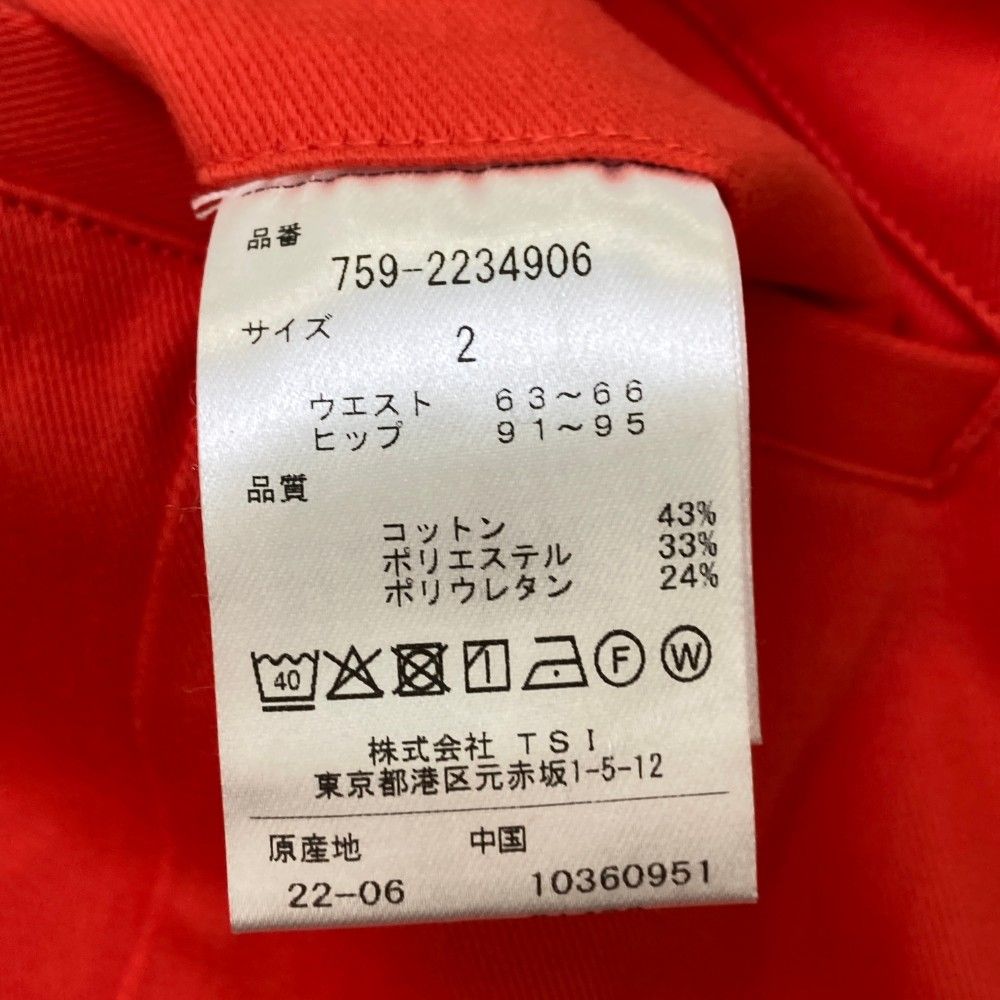 品番
759-2234906
サイズ
2
ウエスト 63～66
ヒップ 91～95
品質
コットン 43%
ポリエステル 33%
ポリウレタン 24%
40 F W
株式会社 TSI
東京都港区元赤坂1-5-12
原産地 中国
22-06 10360951